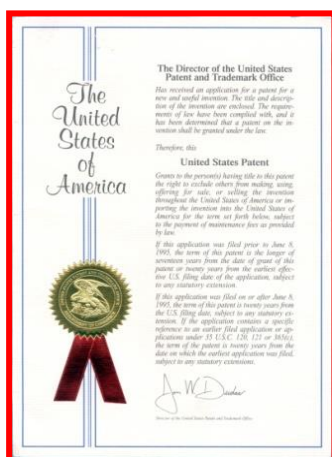 The
United
States
of
America
The Director of the United States
Patent and Trademark Office
Has received an application for a patent for a
new and useful invention. The title and descrip-
tion of the invention are enclosed. The require-
ments of law have been complied with, and it
has been determined that a patent on the in-
vention shall be granted under the law.
Therefore, this
United States Patent
Grants to the person(s) having title to this patent
the right to exclude others from making, using,
offering for sale, or selling the invention
throughout the United States of America or im-
porting the invention into the United States of
America for the term set forth below, subject
to the payment of maintenance fees as provided
by law.
If this application was filed prior to June 8,
1995, the term of this patent is the longer of
seventeen years from the date of grant of this
patent or twenty years from the earliest effec-
tive U.S. filing date of the application, subject
to any statutory extension.
If this application was filed on or after June 8,
1995, the term of this patent is twenty years from
the U.S. filing date, subject to any statutory ex-
tension. If the application contains a specific
reference to an earlier filed application or ap-
plications under 35 U.S.C. 120, 121 or 365(c),
the term of the patent is twenty years from the
date on which the earliest application was filed,
subject to any statutory extensions.
Jon W Dudas
Director of the United States Patent and Trademark Office